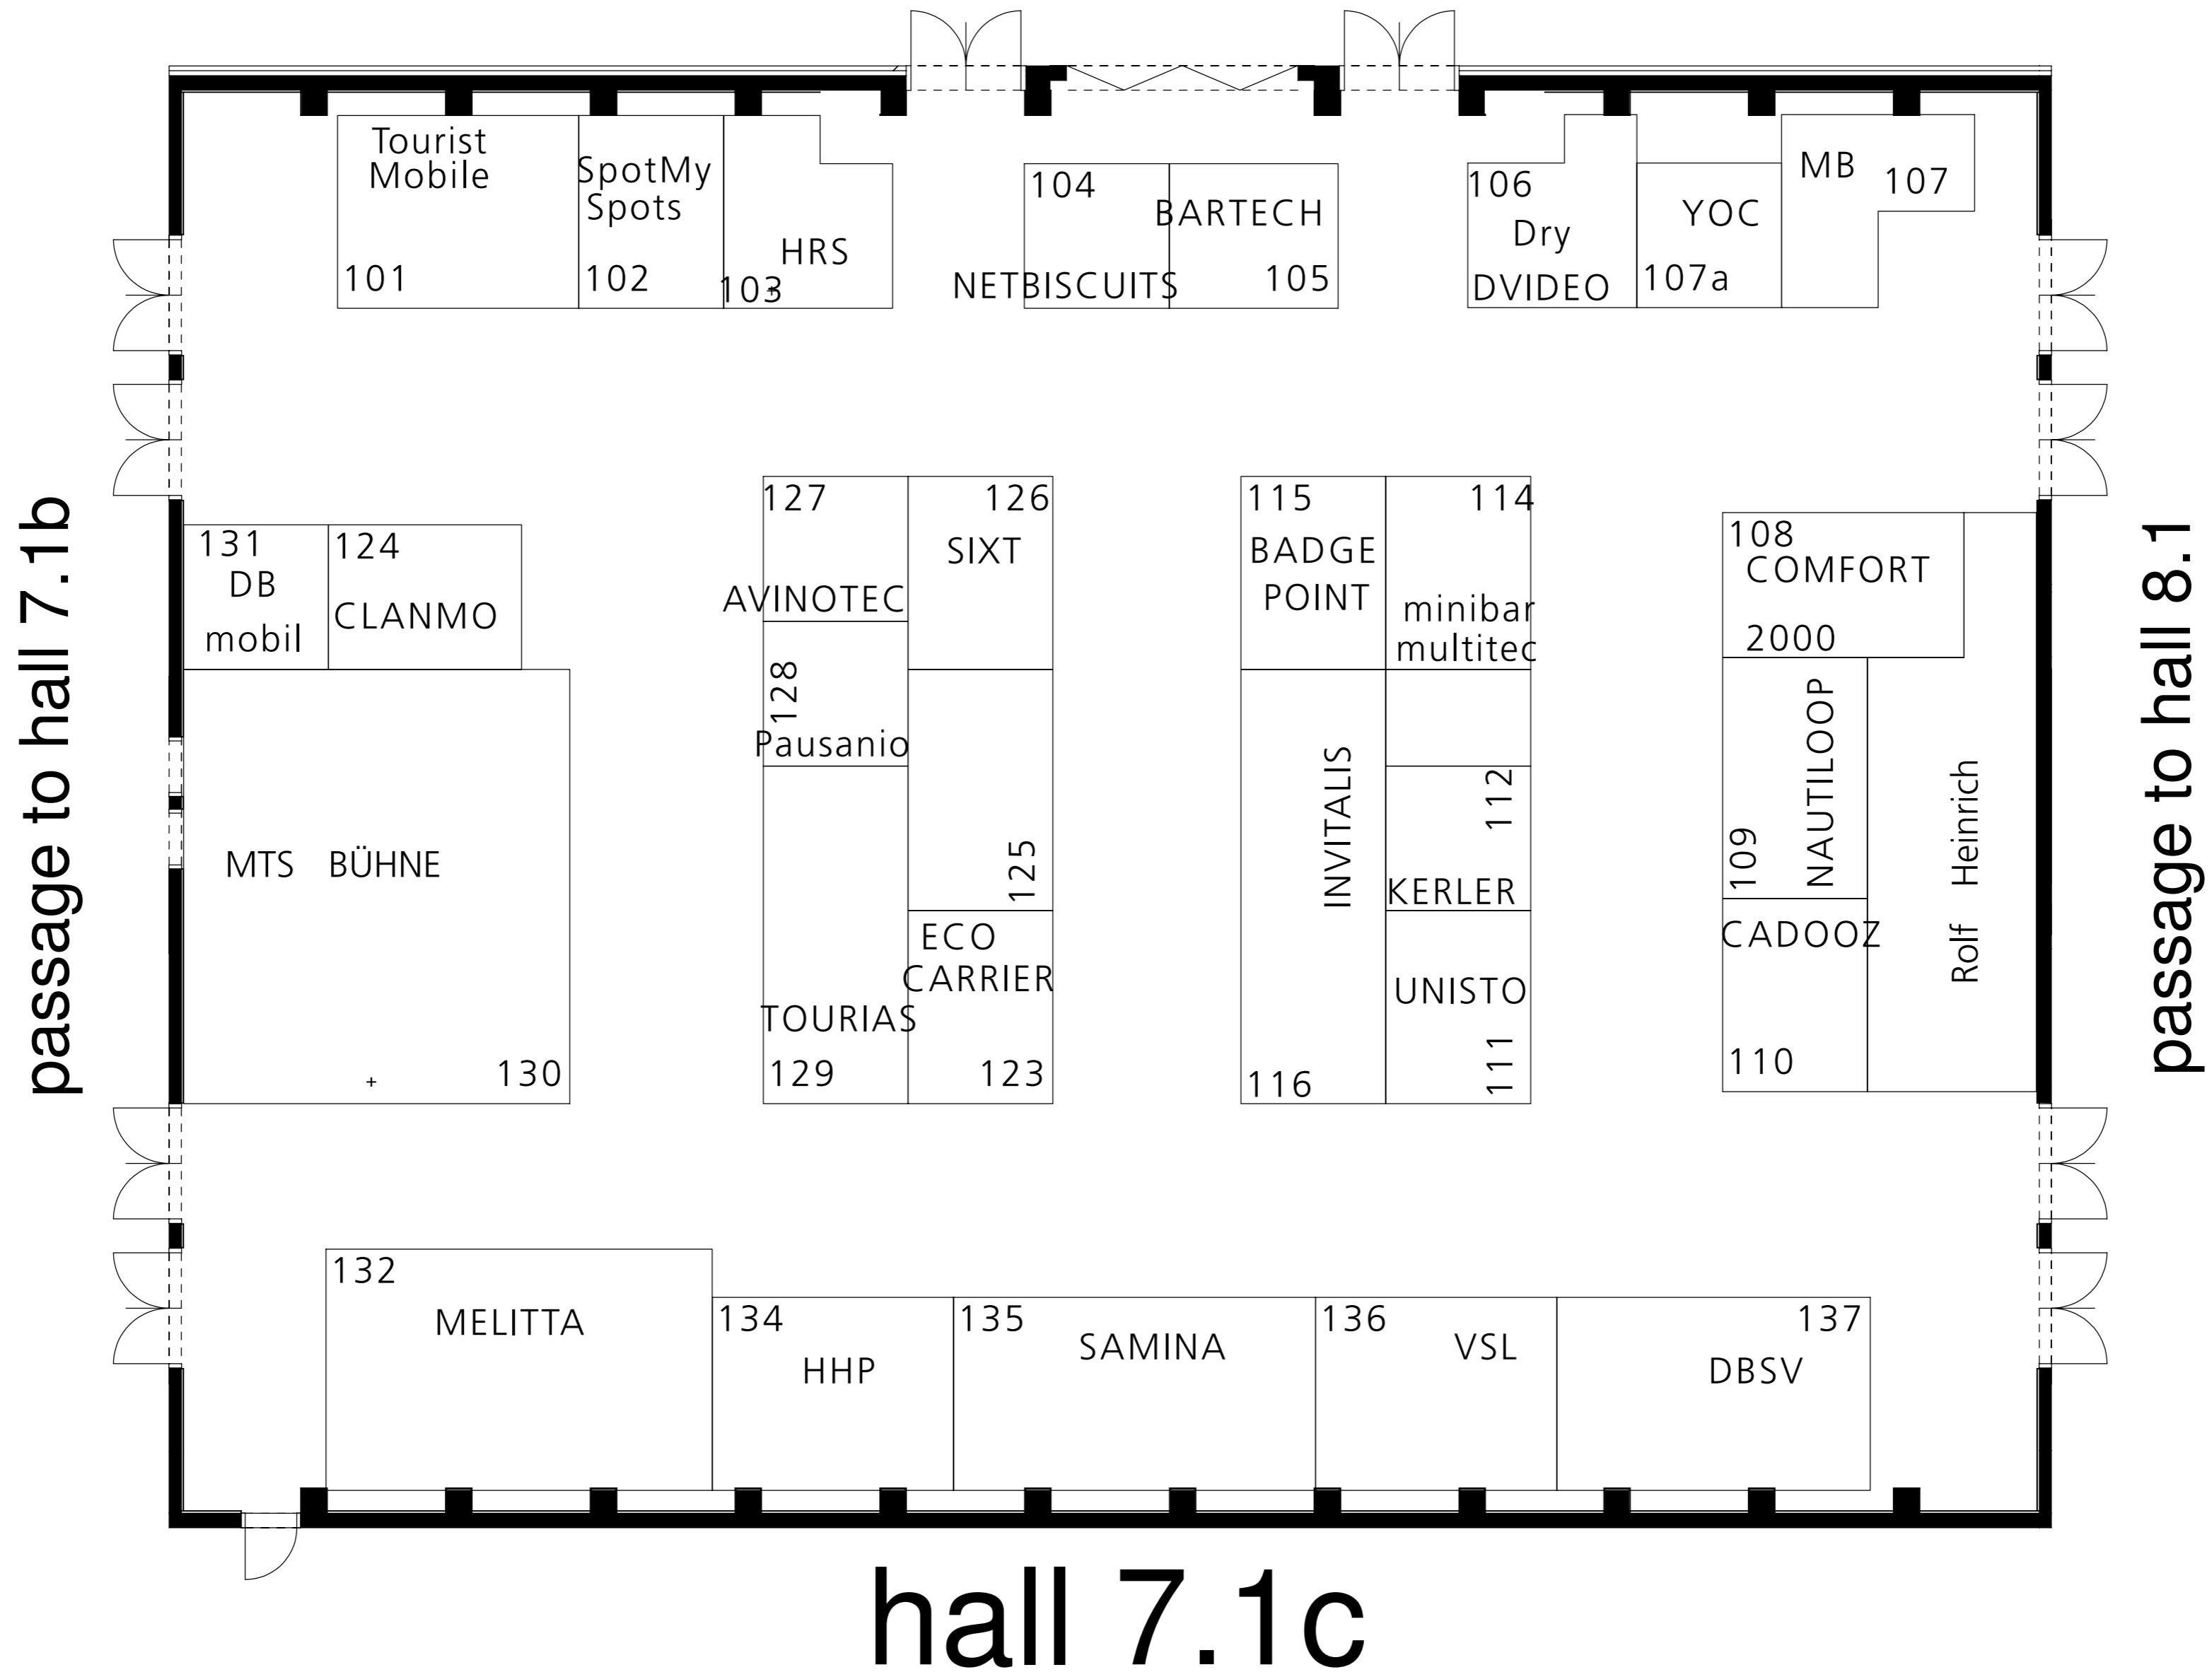 Tourist
Mobile
101
SpotMy
Spots
102
HRS
103
104
NETBISCUITS
BARTECH
105
106
Dry
DVIDEO
YOC
107a
MB
107
passage to hall 7.1b
131
DB
mobil
124
CLANMO
MTS BÜHNE
130
127
AVINOTEC
126
SIXT
128
Pausanio
125
TOURIAS
129
ECO
CARRIER
123
115
BADGE
POINT
114
minibar
multitec
INVITALIS
116
112
KERLER
UNISTO
111
108
COMFORT
2000
109
NAUTILOOP
CADOOZ
110
Rolf Heinrich
passage to hall 8.1
132
MELITTA
134
HHP
135
SAMINA
136
VSL
137
DBSV
hall 7.1c